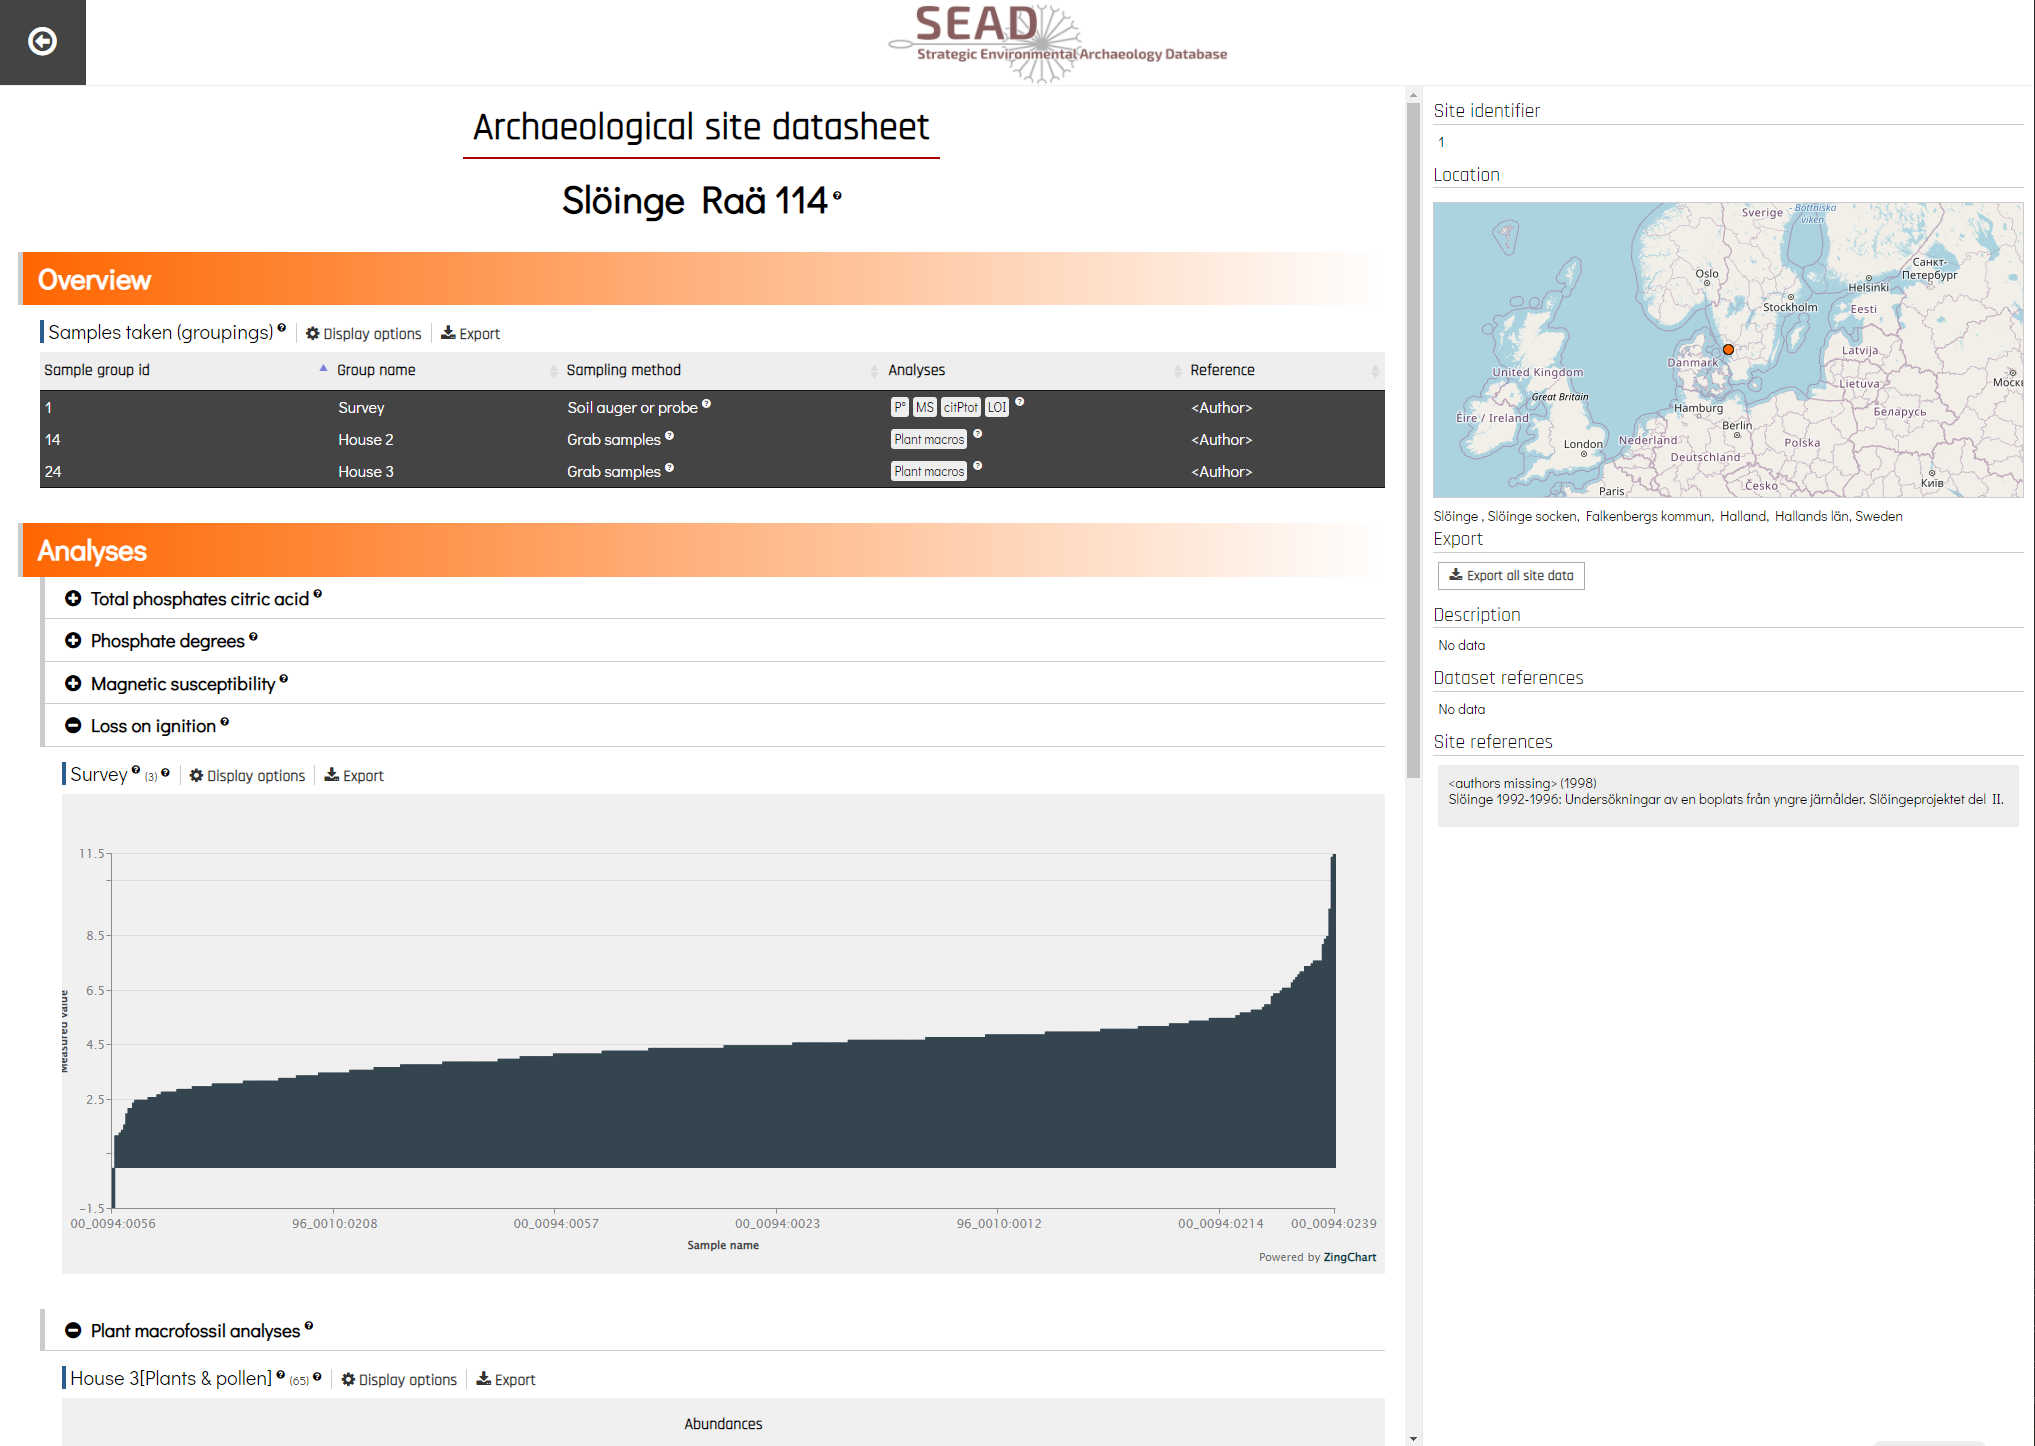 SEAD
Strategic Environmental Archaeology Database
Archaeological site datasheet
Slöinge Raä 114
Overview
Samples taken (groupings) Display options Export
Sample group id Group name Sampling method Analyses Reference
1 Survey Soil auger or probe P° MS citPtot LOI <Author>
14 House 2 Grab samples Plant macros <Author>
24 House 3 Grab samples Plant macros <Author>
Analyses
Total phosphates citric acid
Phosphate degrees
Magnetic susceptibility
Loss on ignition
Survey (3) Display options Export
11.5
8.5
6.5
4.5
2.5
-1.5
Measured value
00_0094:0056 96_0010:0208 00_0094:0057 00_0094:0023 96_0010:0012 00_0094:0214 00_0094:0239
Sample name
Powered by ZingChart
Plant macrofossil analyses
House 3[Plants & pollen] (65) Display options Export
Abundances
Site identifier
1
Location
Sverige
Bottniska
viken
Oslo
Stockholm
Helsinki
Санкт-
Петербург
Eesti
Latvija
Lietuva
Danmark
United Kingdom
Great Britain
Éire / Ireland
Hamburg
Berlin
London
Nederland
Deutschland
Polska
Беларусь
Česko
Київ
Paris
Slöinge , Slöinge socken, Falkenbergs kommun, Halland, Hallands län, Sweden
Export
Export all site data
Description
No data
Dataset references
No data
Site references
<authors missing> (1998)
Slöinge 1992-1996: Undersökningar av en boplats från yngre järnålder. Slöingeprojektet del II.